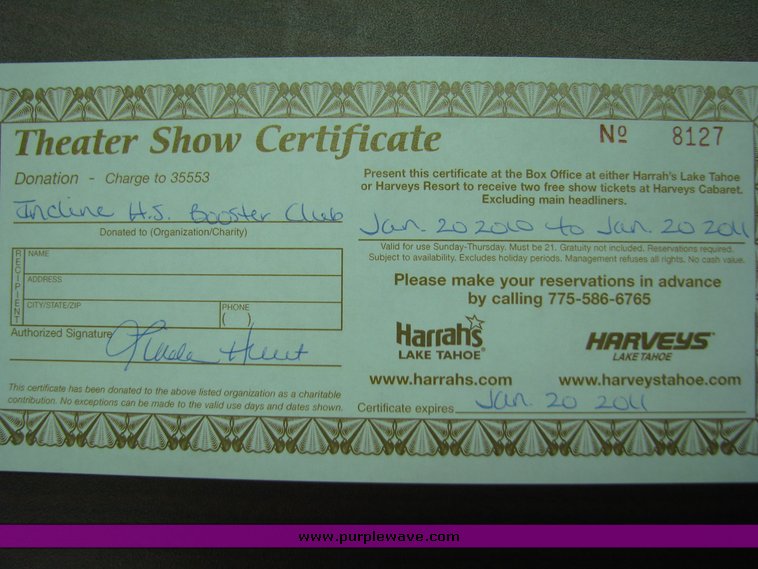 Theater Show Certificate
Nº 8127
Donation - Charge to 35553
Incline H.S. Booster Club
Donated to (Organization/Charity)
RECIPIENT
NAME
ADDRESS
CITY/STATE/ZIP
PHONE
( )
Authorized Signature
Linda Hunt
This certificate has been donated to the above listed organization as a charitable
contribution. No exceptions can be made to the valid use days and dates shown.
Present this certificate at the Box Office at either Harrah's Lake Tahoe
or Harveys Resort to receive two free show tickets at Harveys Cabaret.
Excluding main headliners.
Jan. 20 2010 to Jan. 20 2011
Valid for use Sunday-Thursday. Must be 21. Gratuity not included. Reservations required.
Subject to availability. Excludes holiday periods. Management refuses all rights. No cash value.
Please make your reservations in advance
by calling 775-586-6765
Harrah's
LAKE TAHOE®
HARVEYS
LAKE TAHOE
www.harrahs.com
www.harveystahoe.com
Certificate expires Jan. 20 2011
www.purplewave.com